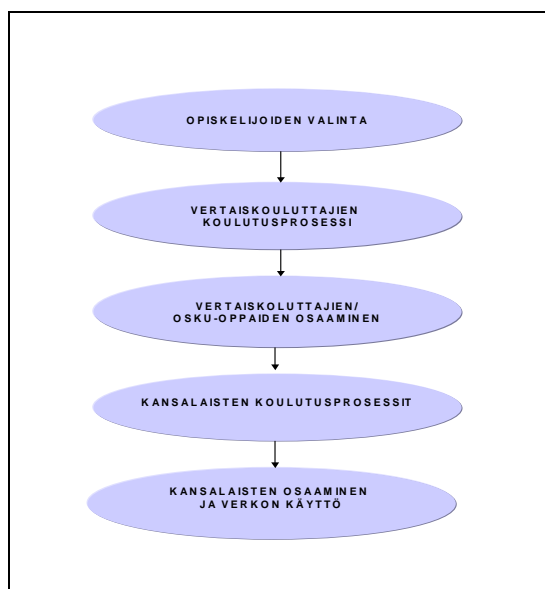 OPISKELIJOIDEN VALINTA
VERTAISKOULUTTAJIEN
KOULUTUSPROSESSI
VERTAISKOLUTTAJIEN/
OSKU-OPPAIDEN OSAAMINEN
KANSALAISTEN KOULUTUSPROSESSIT
KANSALAISTEN OSAAMINEN
JA VERKON KÄYTTÖ